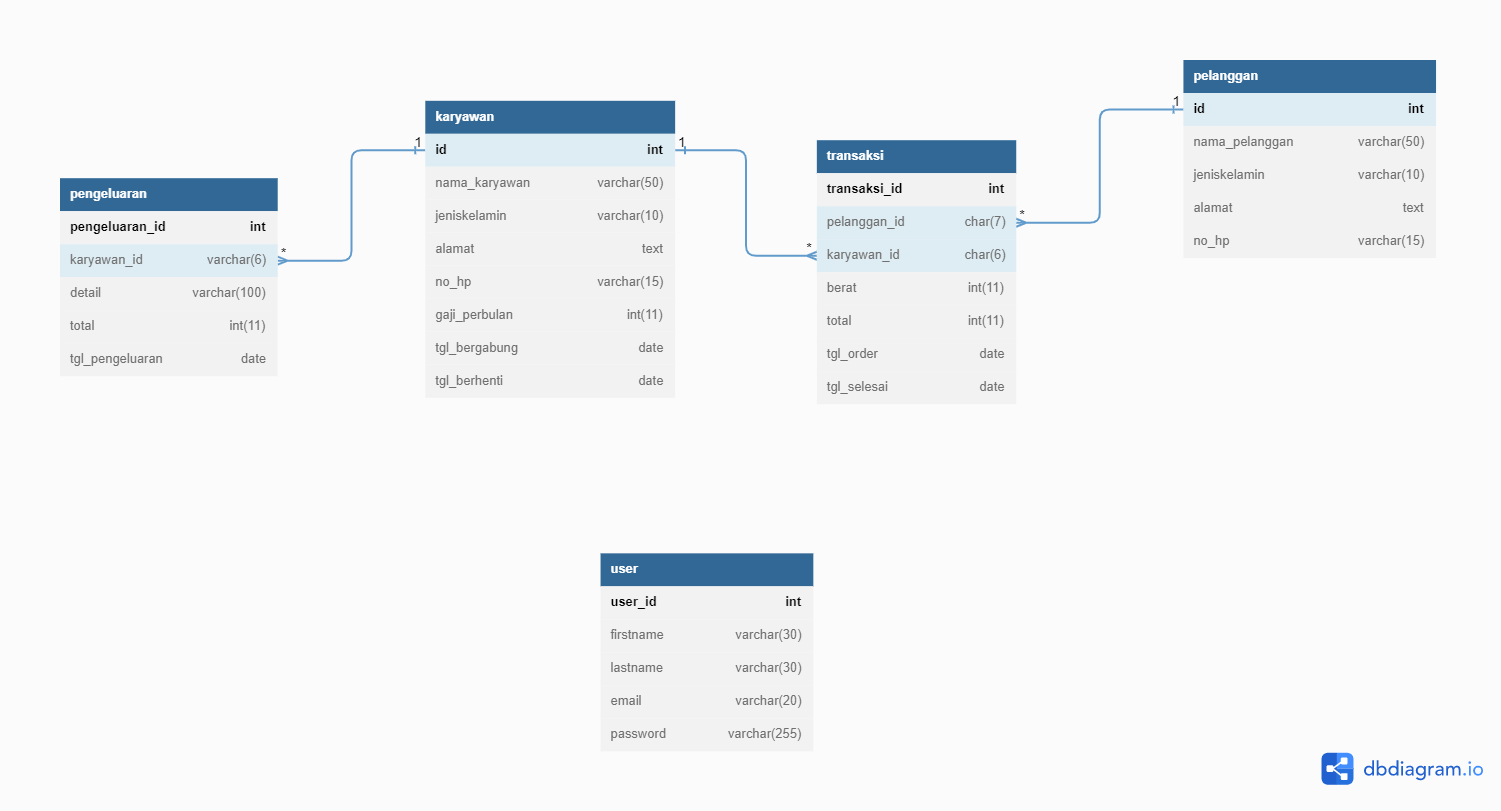 pengeluaran
pengeluaran_id int
karyawan_id varchar(6)
detail varchar(100)
total int(11)
tgl_pengeluaran date
*
1
karyawan
id int
nama_karyawan varchar(50)
jeniskelamin varchar(10)
alamat text
no_hp varchar(15)
gaji_perbulan int(11)
tgl_bergabung date
tgl_berhenti date
1
*
transaksi
transaksi_id int
pelanggan_id char(7)
karyawan_id char(6)
berat int(11)
total int(11)
tgl_order date
tgl_selesai date
*
1
pelanggan
id int
nama_pelanggan varchar(50)
jeniskelamin varchar(10)
alamat text
no_hp varchar(15)
user
user_id int
firstname varchar(30)
lastname varchar(30)
email varchar(20)
password varchar(255)
dbdiagram.io